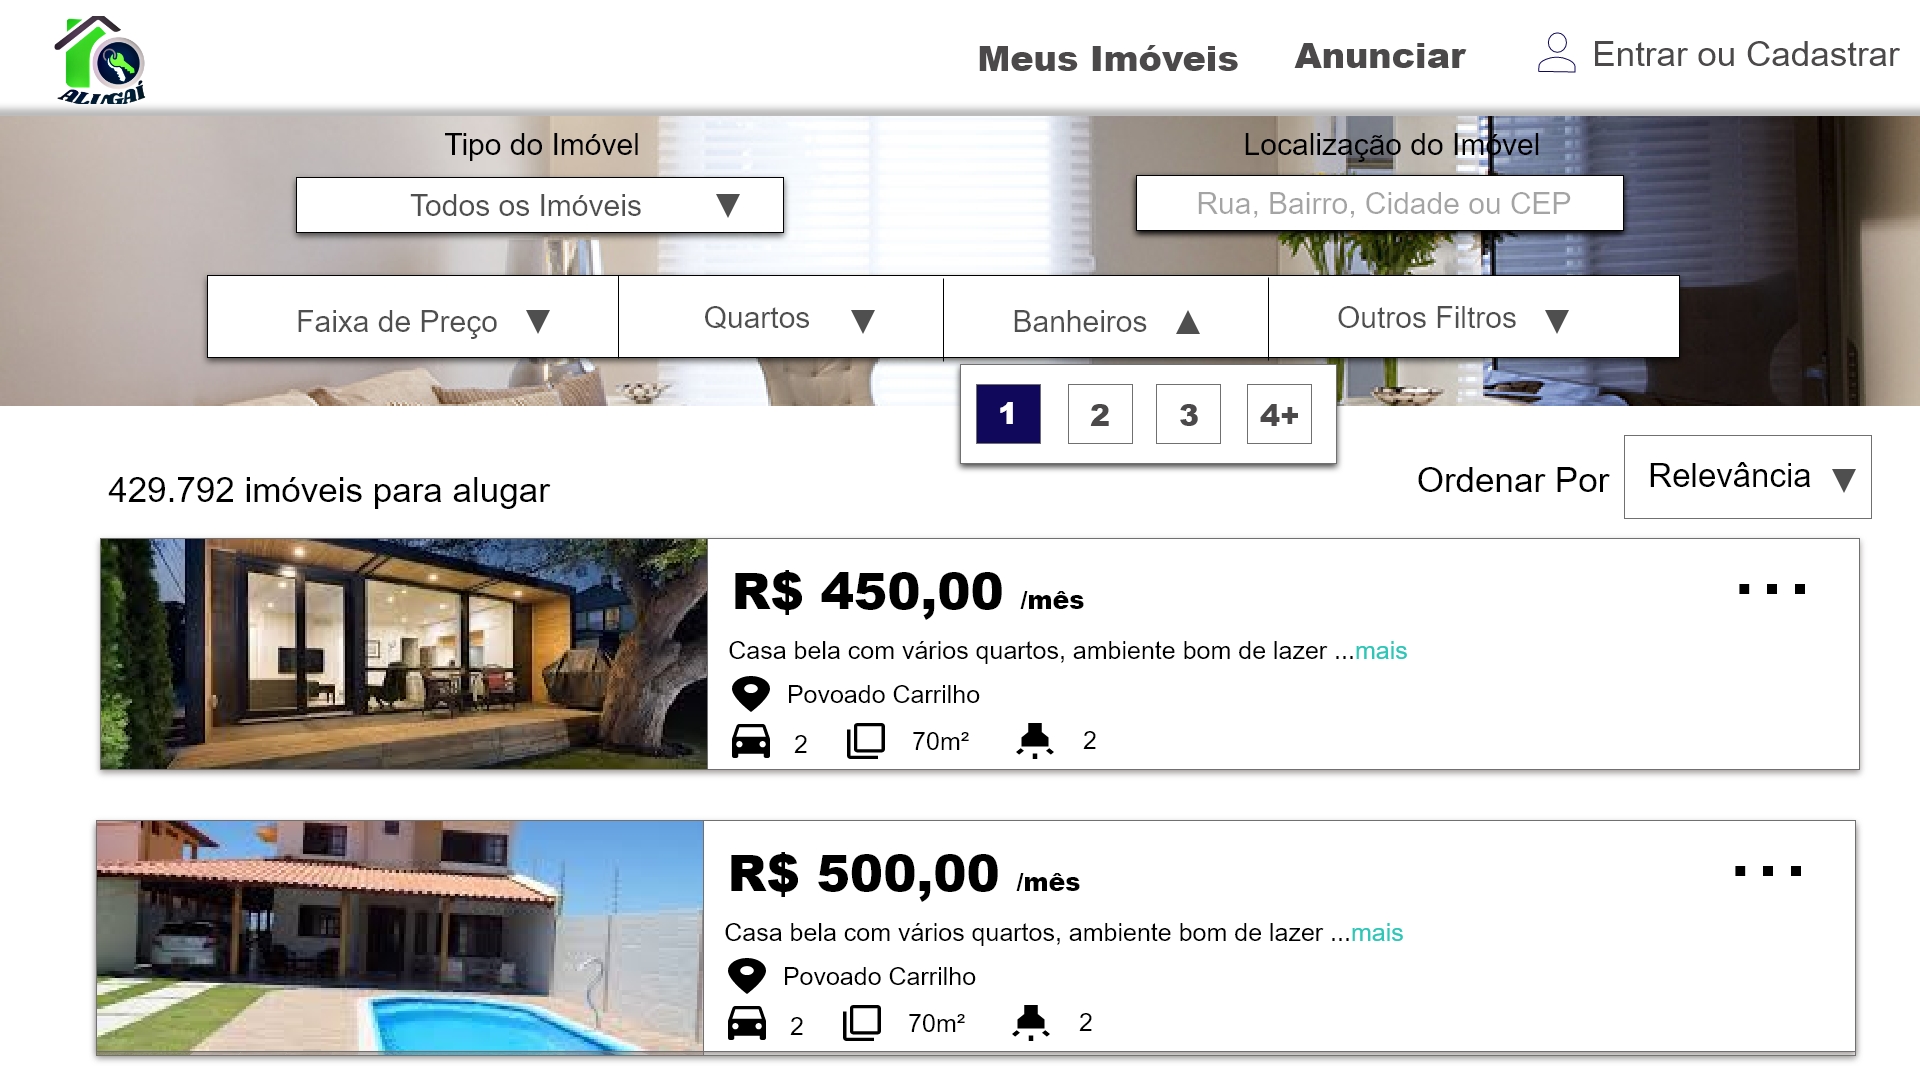 ALUGAÍ
Meus Imóveis
Anunciar
Entrar ou Cadastrar
Tipo do Imóvel
Localização do Imóvel
Todos os Imóveis ▼
Rua, Bairro, Cidade ou CEP
Faixa de Preço ▼
Quartos ▼
Banheiros ▲
Outros Filtros ▼
1 2 3 4+
429.792 imóveis para alugar
Ordenar Por
Relevância ▼
R$ 450,00 /mês
...
Casa bela com vários quartos, ambiente bom de lazer ...mais
Povoado Carrilho
2 70m² 2
R$ 500,00 /mês
...
Casa bela com vários quartos, ambiente bom de lazer ...mais
Povoado Carrilho
2 70m² 2